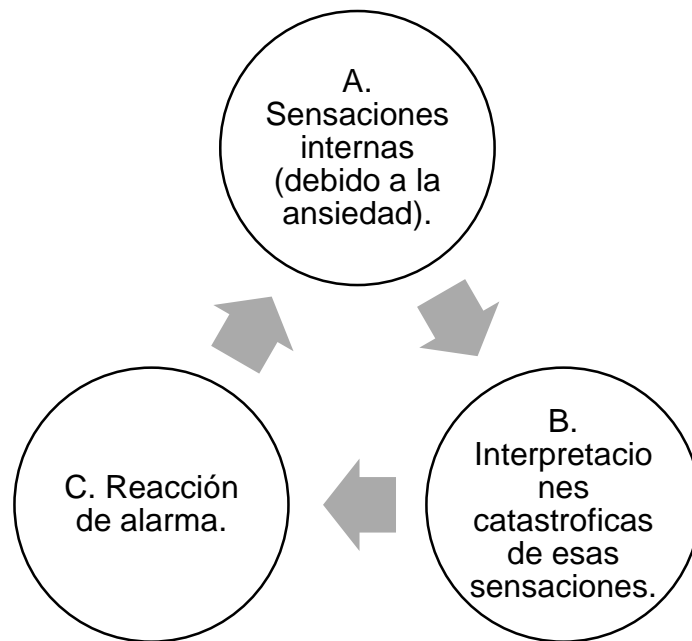 A.
Sensaciones
internas
(debido a la
ansiedad).
B.
Interpretacio
nes
catastroficas
de esas
sensaciones.
C. Reacción
de alarma.